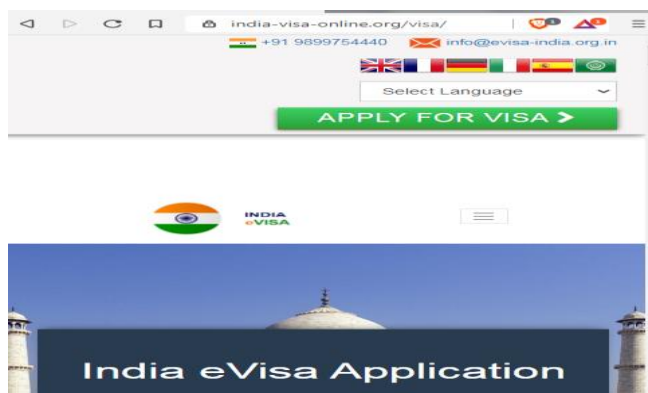 india-visa-online.org/visa/
+91 9899754440 info@evisa-india.org.in
Select Language
APPLY FOR VISA >
INDIA
eVISA
India eVisa Application